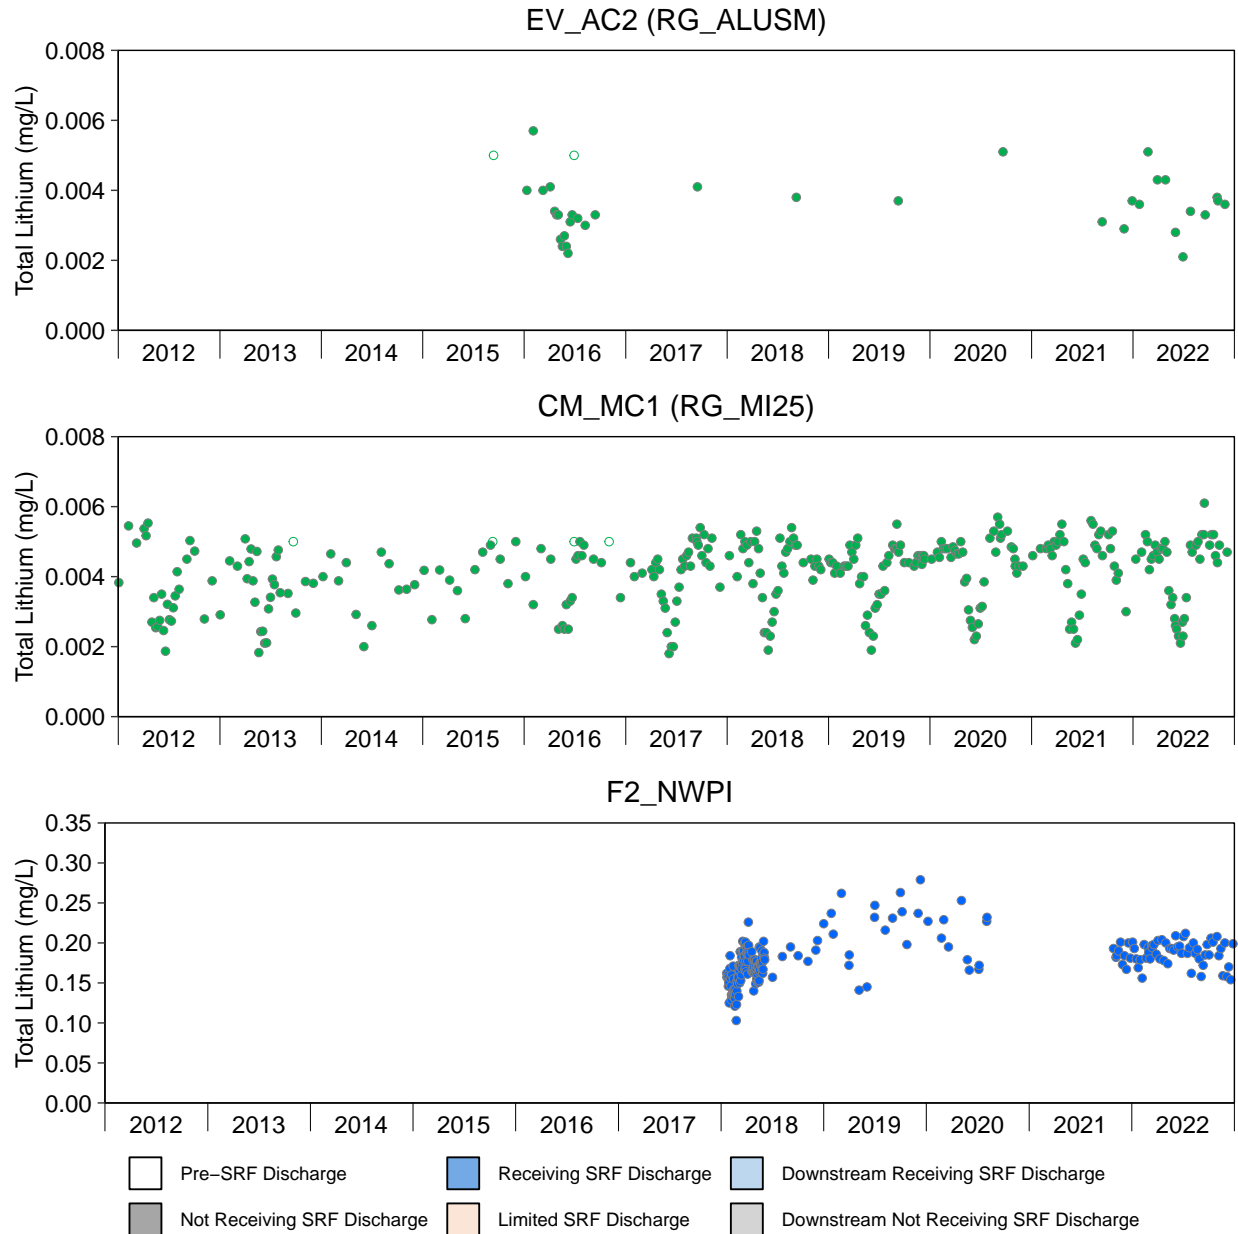 EV_AC2 (RG_ALUSM)
Total Lithium (mg/L)
0.008
0.006
0.004
0.002
0.000
2012 2013 2014 2015 2016 2017 2018 2019 2020 2021 2022
CM_MC1 (RG_MI25)
Total Lithium (mg/L)
0.008
0.006
0.004
0.002
0.000
2012 2013 2014 2015 2016 2017 2018 2019 2020 2021 2022
F2_NWPI
Total Lithium (mg/L)
0.35
0.30
0.25
0.20
0.15
0.10
0.05
0.00
2012 2013 2014 2015 2016 2017 2018 2019 2020 2021 2022
Pre−SRF Discharge Receiving SRF Discharge Downstream Receiving SRF Discharge
Not Receiving SRF Discharge Limited SRF Discharge Downstream Not Receiving SRF Discharge